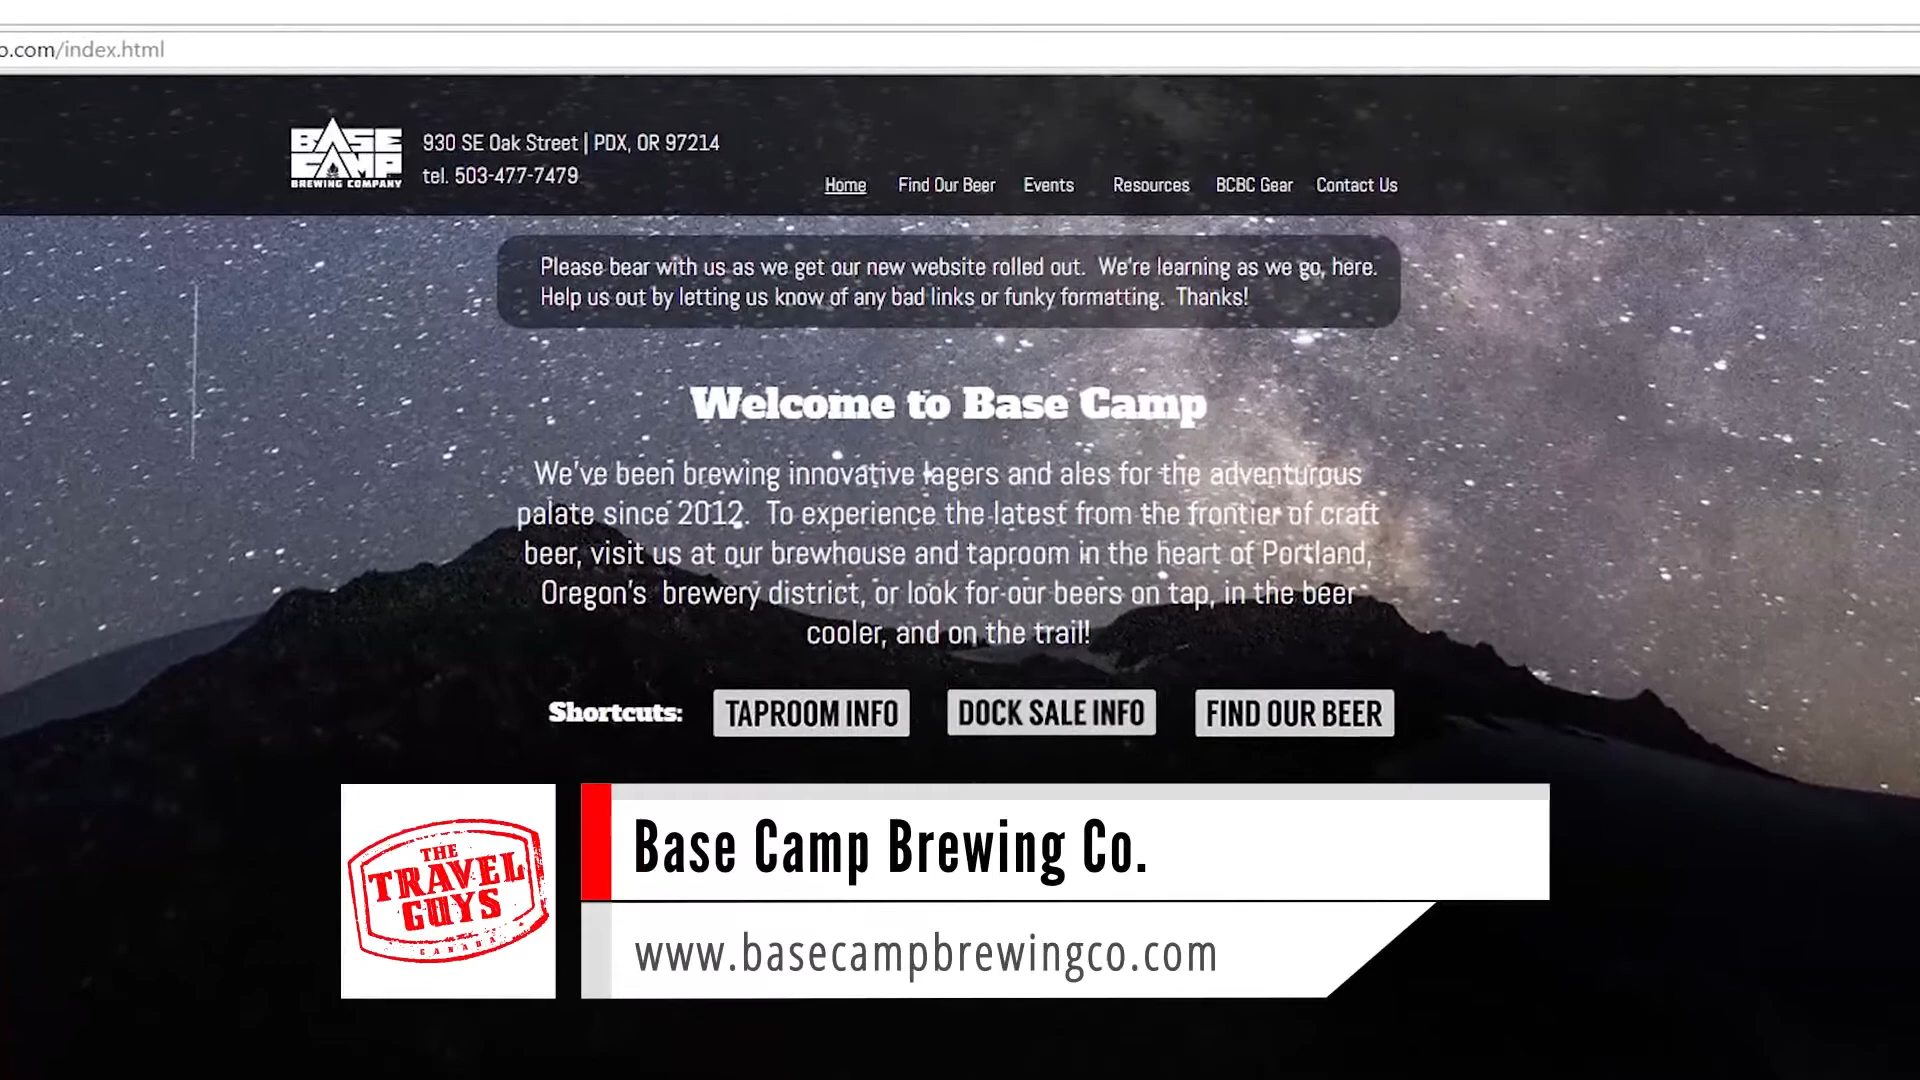 o.com/index.html
BASE
CAMP
BREWING COMPANY
930 SE Oak Street | PDX, OR 97214
tel. 503-477-7479
Home Find Our Beer Events Resources BCBC Gear Contact Us
Please bear with us as we get our new website rolled out. We're learning as we go, here.
Help us out by letting us know of any bad links or funky formatting. Thanks!
Welcome to Base Camp
We've been brewing innovative lagers and ales for the adventurous
palate since 2012. To experience the latest from the frontier of craft
beer, visit us at our brewhouse and taproom in the heart of Portland,
Oregon's brewery district, or look for our beers on tap, in the beer
cooler, and on the trail!
Shortcuts: TAPROOM INFO DOCK SALE INFO FIND OUR BEER
THE
TRAVEL
GUYS
CANADA
Base Camp Brewing Co.
www.basecampbrewingco.com